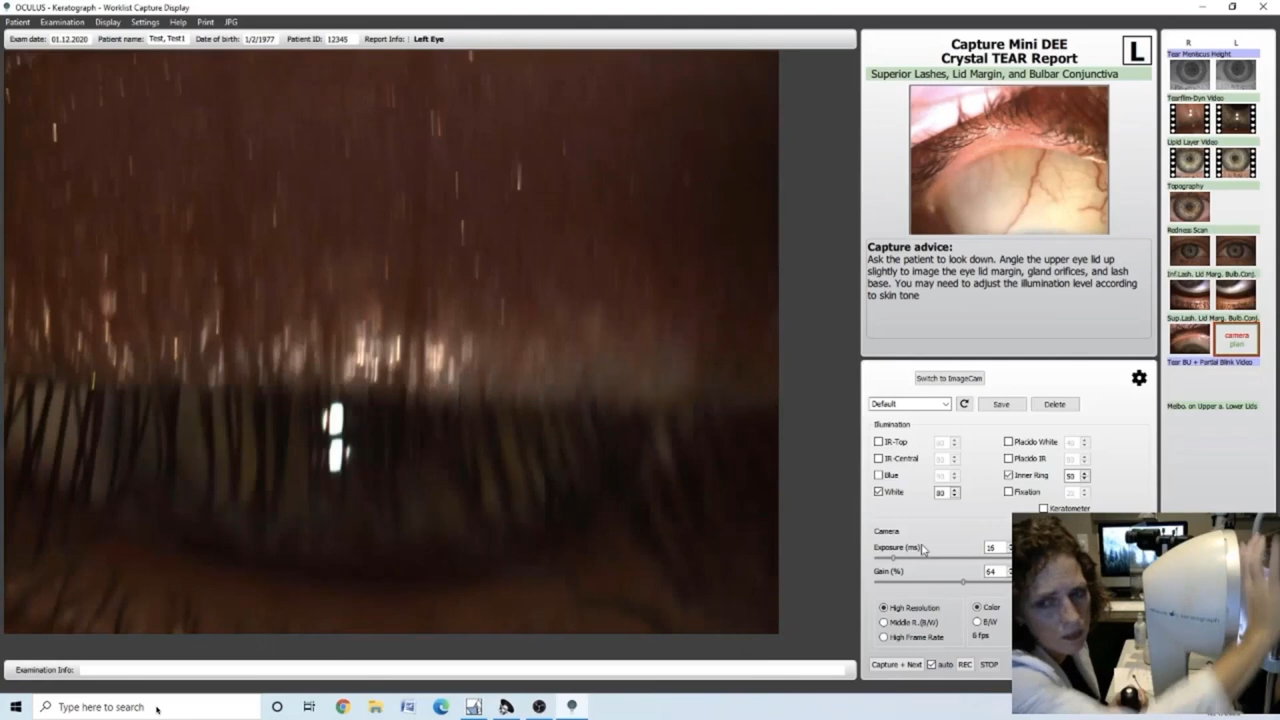 OCULUS - Keratograph - Worklist Capture Display
Patient Examination Display Settings Help Print JPG
Exam date: 01.12.2020 Patient name: Test, Test1 Date of birth: 1/2/1977 Patient ID: 12345 Report Info: | Left Eye
Capture Mini DEE
Crystal TEAR Report
L
Superior Lashes, Lid Margin, and Bulbar Conjunctiva
Capture advice:
Ask the patient to look down. Angle the upper eye lid up
slightly to image the eye lid margin, gland orifices, and lash
base. You may need to adjust the illumination level according
to skin tone
Switch to ImageCam
Default Save Delete
Illumination
IR-Top Placido White
IR-Central Placido IR
Blue Inner Ring 50
White 80 Fixation
Keratometer
Camera
Exposure (ms) 16
Gain (%) 64
High Resolution Color
Middle R.(B/W) B/W
High Frame Rate 6 fps
Capture + Next auto REC STOP
R L
Tear Meniscus Height
Tearfilm-Dyn Video
Lipid Layer Video
Topography
Redness Scan
Inf.Lash. Lid Marg. Bulb.Conj.
Sup.Lash. Lid Marg. Bulb.Conj.
camera
plan
Tear BU + Partial Blink Video
Meibo. on Upper a. Lower Lids
Examination Info:
Type here to search